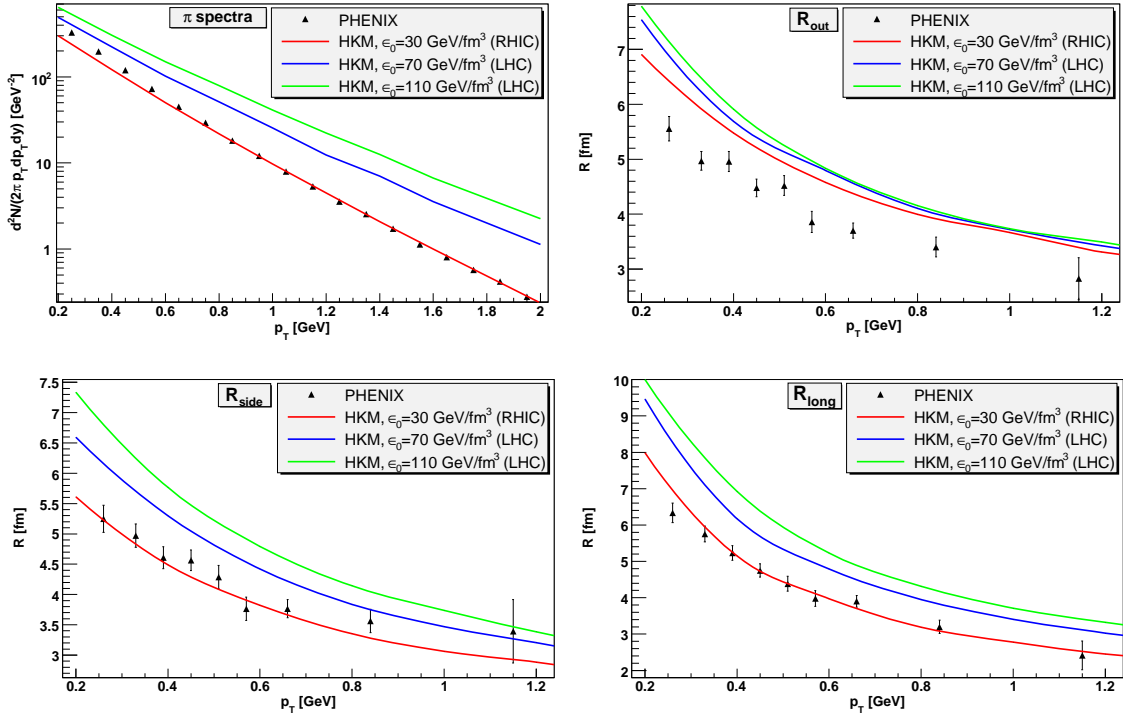 π spectra
PHENIX
HKM, ϵ₀=30 GeV/fm³ (RHIC)
HKM, ϵ₀=70 GeV/fm³ (LHC)
HKM, ϵ₀=110 GeV/fm³ (LHC)
d²N/(2π p_T dp_T dy) [GeV⁻²]
10²
10
1
0.2 0.4 0.6 0.8 1 1.2 1.4 1.6 1.8 2
p_T [GeV]
R_out
PHENIX
HKM, ϵ₀=30 GeV/fm³ (RHIC)
HKM, ϵ₀=70 GeV/fm³ (LHC)
HKM, ϵ₀=110 GeV/fm³ (LHC)
R [fm]
7
6
5
4
3
0.2 0.4 0.6 0.8 1 1.2
p_T [GeV]
R_side
PHENIX
HKM, ϵ₀=30 GeV/fm³ (RHIC)
HKM, ϵ₀=70 GeV/fm³ (LHC)
HKM, ϵ₀=110 GeV/fm³ (LHC)
R [fm]
7.5
7
6.5
6
5.5
5
4.5
4
3.5
3
0.2 0.4 0.6 0.8 1 1.2
p_T [GeV]
R_long
PHENIX
HKM, ϵ₀=30 GeV/fm³ (RHIC)
HKM, ϵ₀=70 GeV/fm³ (LHC)
HKM, ϵ₀=110 GeV/fm³ (LHC)
R [fm]
10
9
8
7
6
5
4
3
2
0.2 0.4 0.6 0.8 1 1.2
p_T [GeV]